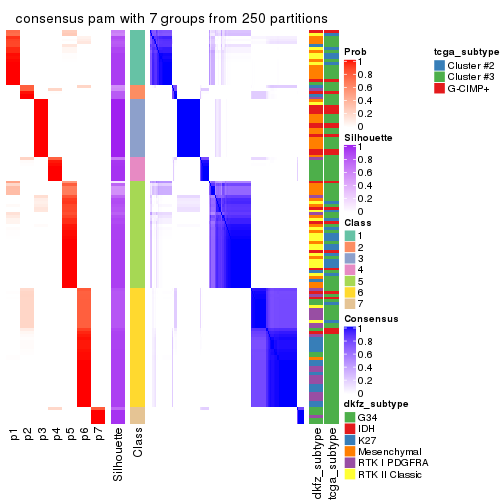 consensus pam with 7 groups from 250 partitions
Prob
1
0.8
0.6
0.4
0.2
0
Silhouette
1
0.8
0.6
0.4
0.2
0
Class
1
2
3
4
5
6
7
Consensus
1
0.8
0.6
0.4
0.2
0
dkfz_subtype
G34
IDH
K27
Mesenchymal
RTK I PDGFRA
RTK II Classic
tcga_subtype
Cluster #2
Cluster #3
G-CIMP+
p1
p2
p3
p4
p5
p6
p7
Silhouette
Class
dkfz_subtype
tcga_subtype